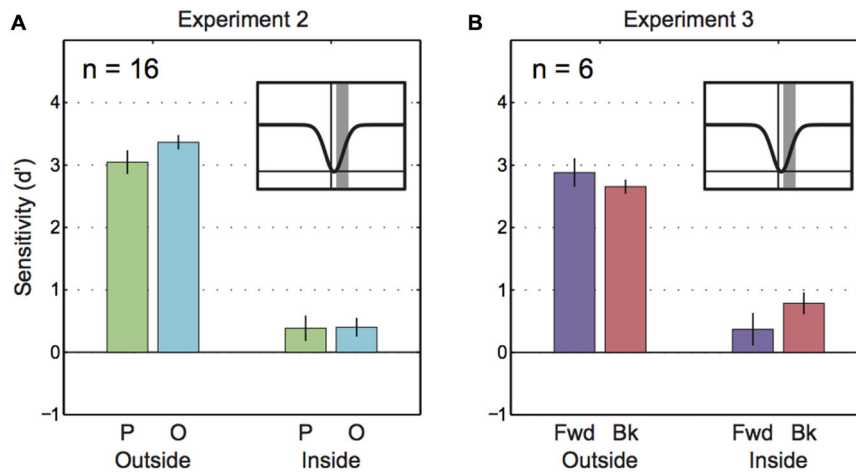 A
Experiment 2
n = 16
Sensitivity (d')
4
3
2
1
0
−1
P O P O
Outside Inside
B
Experiment 3
n = 6
4
3
2
1
0
−1
Fwd Bk Fwd Bk
Outside Inside